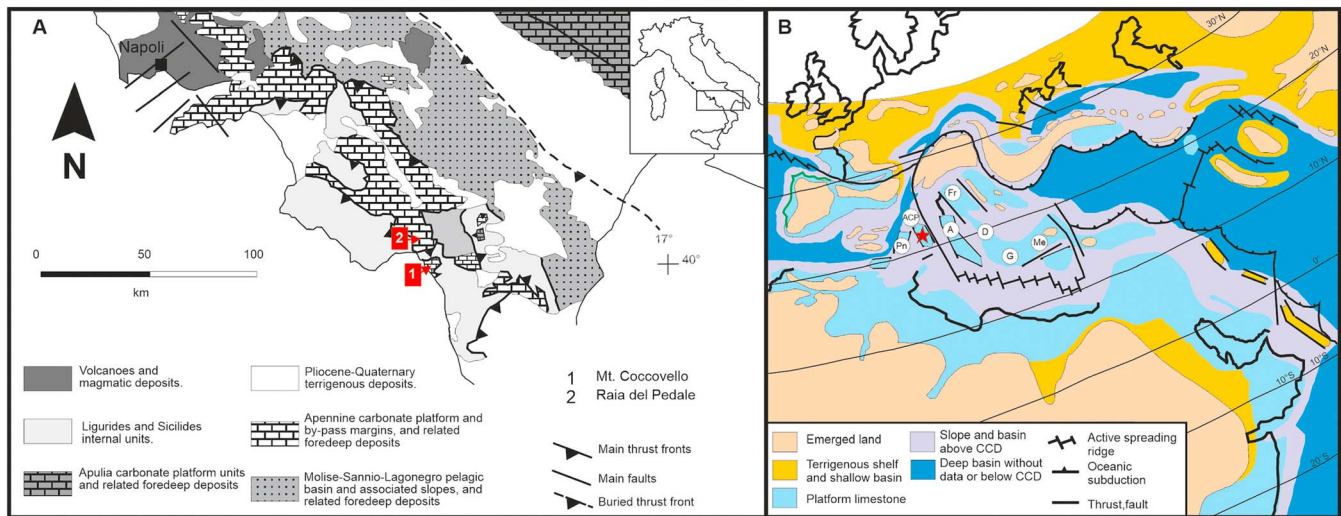 A
Napoli
N
17°
40°
2
1
0
50
100
km
Volcanoes and
magmatic deposits.
Pliocene-Quaternary
terrigenous deposits.
1 Mt. Coccovello
2 Raia del Pedale
Ligurides and Sicilides
internal units.
Apennine carbonate platform and
by-pass margins, and related
foredeep deposits
Main thrust fronts
Apulia carbonate platform units
and related foredeep deposits
Molise-Sannio-Lagonegro pelagic
basin and associated slopes, and
related foredeep deposits
Main faults
Buried thrust front
B
30°N
20°N
10°N
0°
10°S
20°S
Fr
ACP
Pn
A
D
Me
G
Emerged land
Slope and basin
above CCD
Active spreading
ridge
Terrigenous shelf
and shallow basin
Deep basin without
data or below CCD
Oceanic
subduction
Platform limestone
Thrust,fault